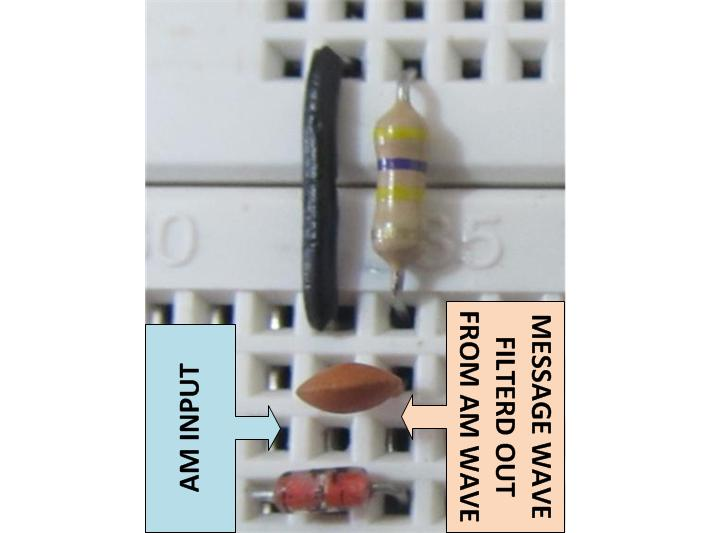 30
35
AM INPUT
MESSAGE WAVE
FILTERD OUT
FROM AM WAVE